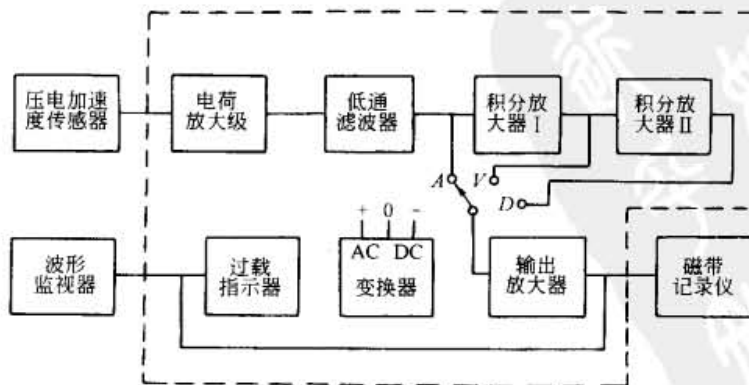 压电加速
度传感器
电荷
放大级
低通
滤波器
积分放
大器 I
积分放
大器 II
A
V
D
+ 0 −
AC DC
变换器
波形
监视器
过载
指示器
输出
放大器
磁带
记录仪